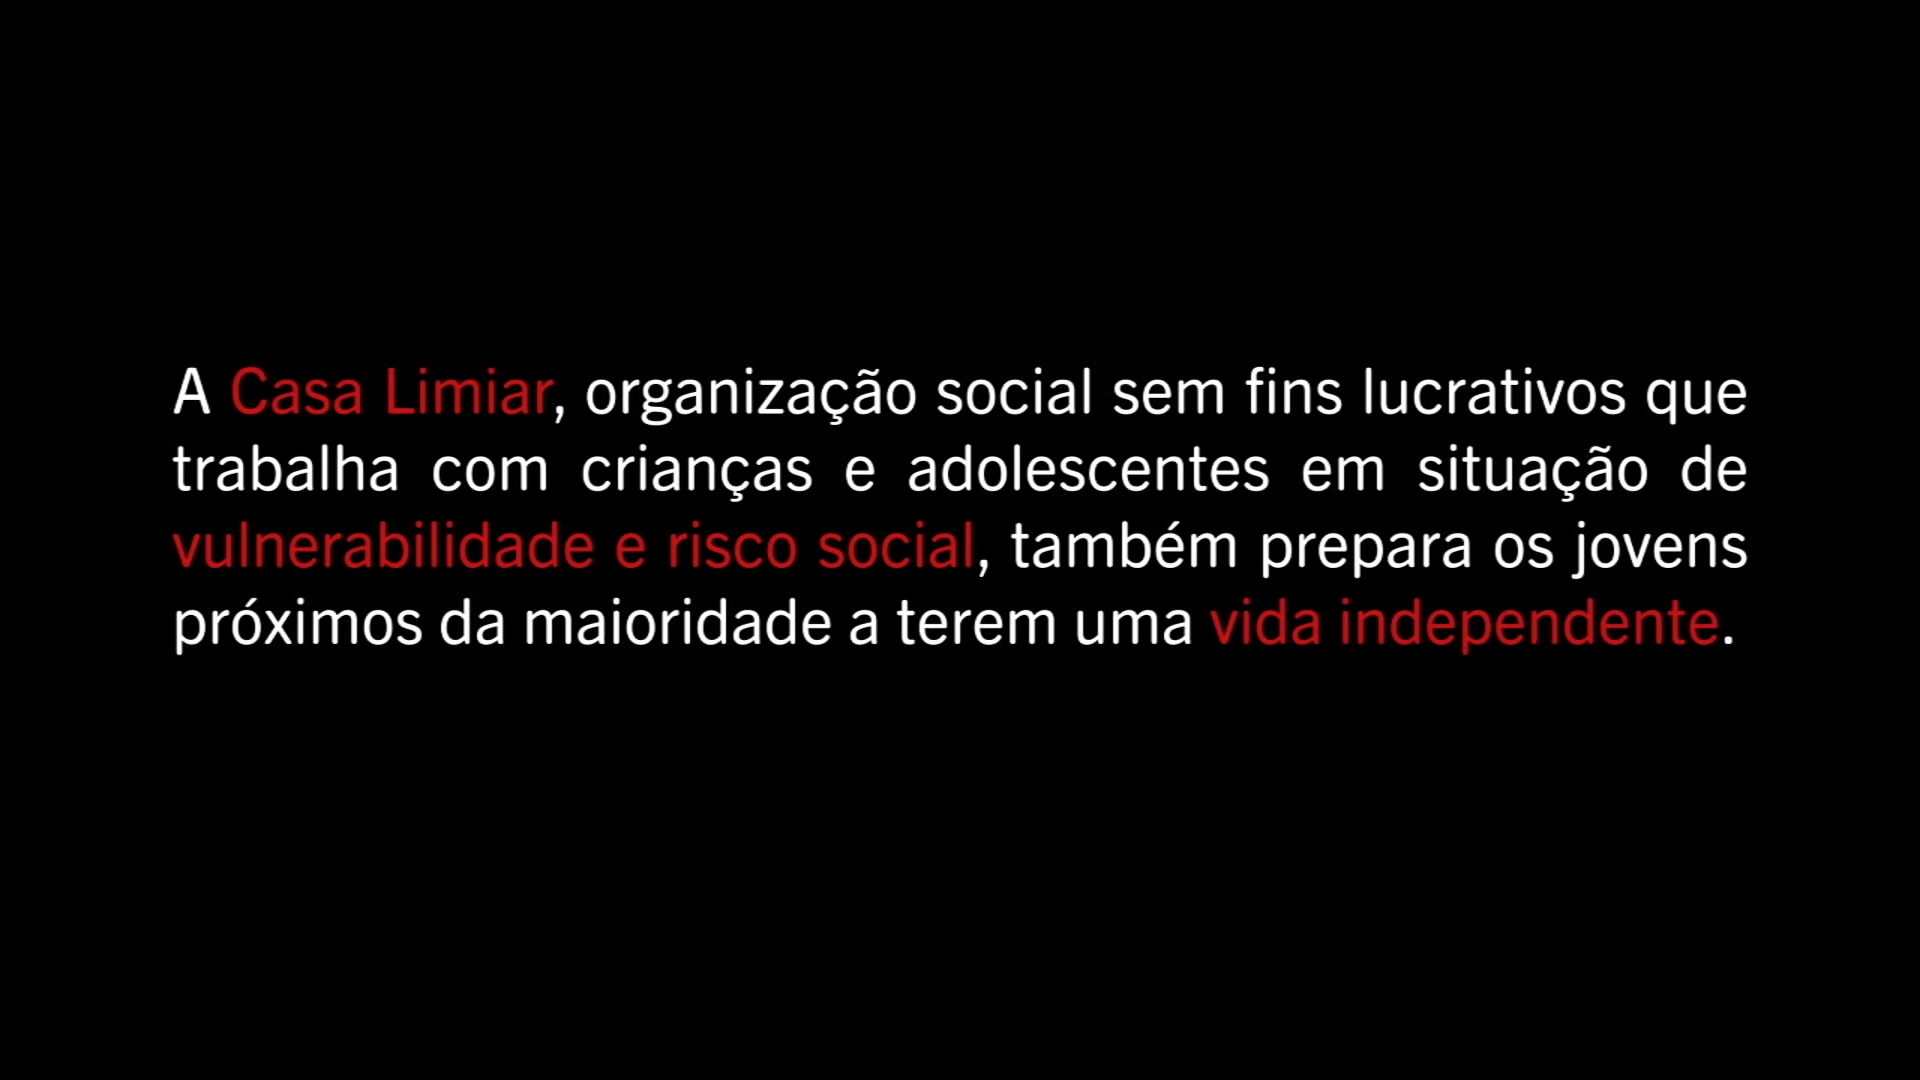 A Casa Limiar, organização social sem fins lucrativos que
trabalha com crianças e adolescentes em situação de
vulnerabilidade e risco social, também prepara os jovens
próximos da maioridade a terem uma vida independente.